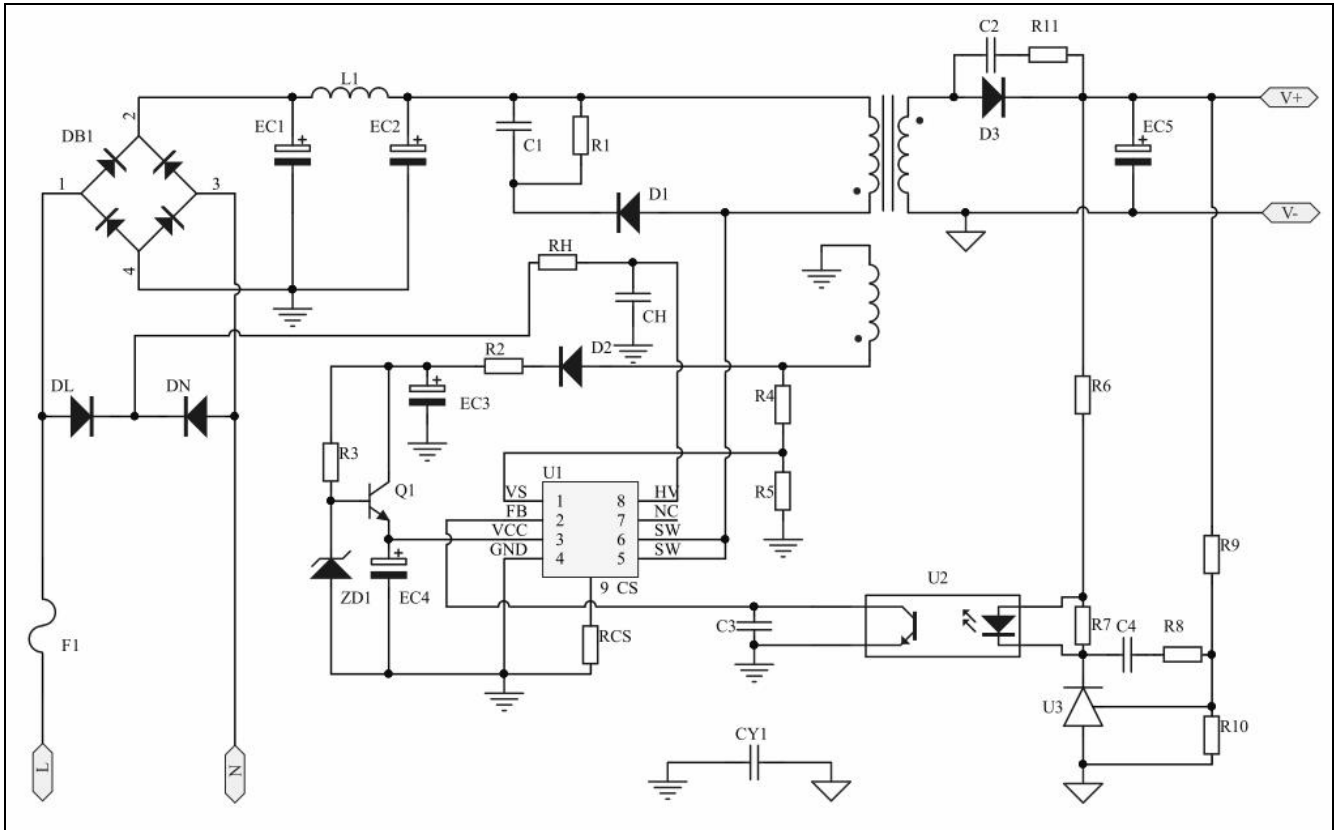 C2 R11
L1 V+
2
DB1 EC1 + EC2 + C1 R1 D3 EC5 +
1 3
D1
V-
4
RH
CH
R2 D2
DL DN + EC3 R4 R6
R3 U1 R5
Q1 VS 1 8 HV
FB 2 7 NC
VCC 3 6 SW
GND 4 5 SW
+ R9
ZD1 EC4 9 CS U2
F1 RCS C3 R7 C4 R8
U3 R10
CY1
L N